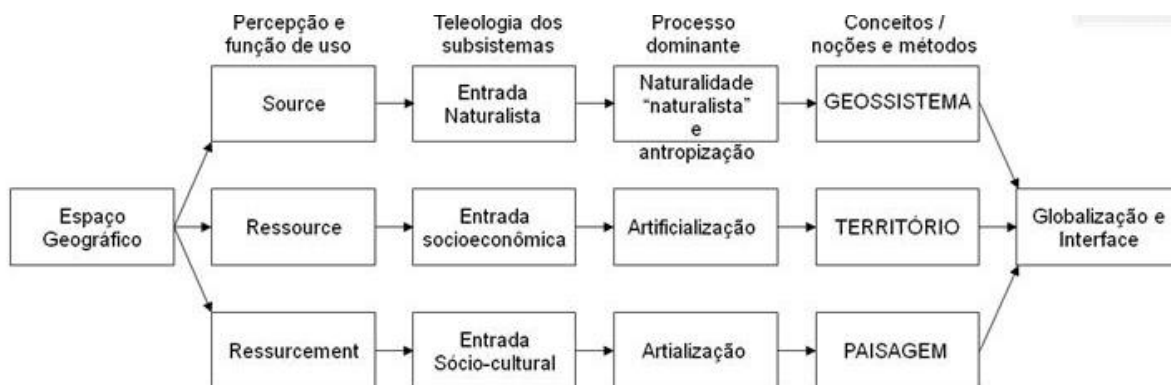 Percepção e
função de uso
Teleologia dos
subsistemas
Processo
dominante
Conceitos /
noções e métodos
Source
Entrada
Naturalista
Naturalidade
“naturalista”
e
antropização
GEOSSISTEMA
Espaço
Geográfico
Ressource
Entrada
socioeconômica
Artificialização
TERRITÓRIO
Globalização e
Interface
Ressurcement
Entrada
Sócio-cultural
Artialização
PAISAGEM